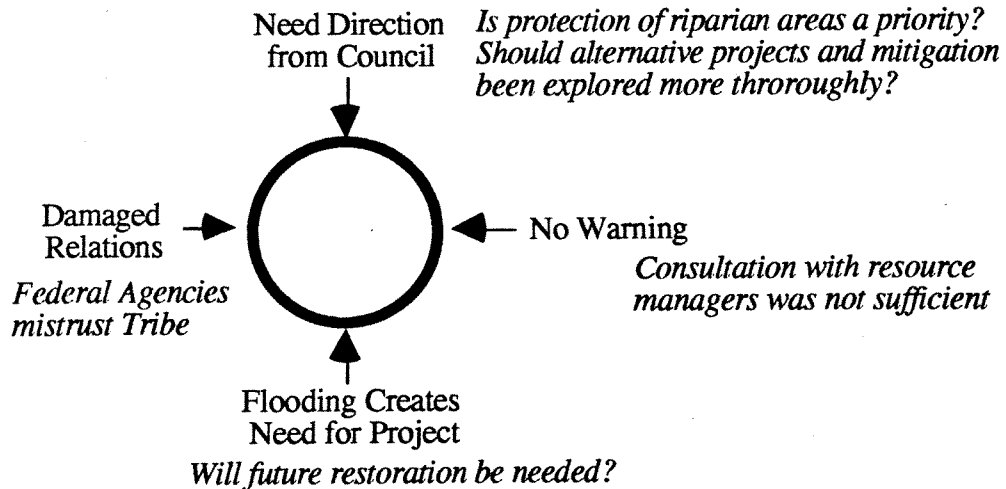 Need Direction
from Council
Is protection of riparian areas a priority?
Should alternative projects and mitigation
been explored more throroughly?
Damaged
Relations
Federal Agencies
mistrust Tribe
No Warning
Consultation with resource
managers was not sufficient
Flooding Creates
Need for Project
Will future restoration be needed?